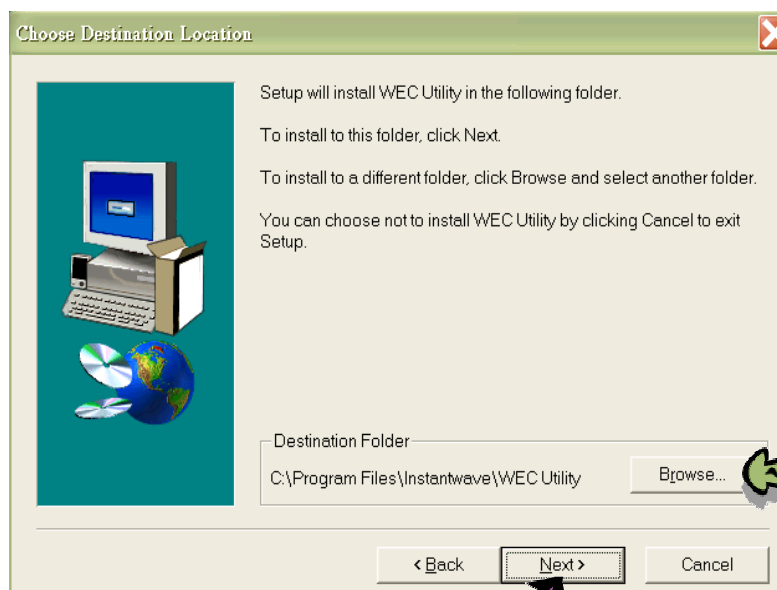 Choose Destination Location
Setup will install WEC Utility in the following folder.
To install to this folder, click Next.
To install to a different folder, click Browse and select another folder.
You can choose not to install WEC Utility by clicking Cancel to exit
Setup.
Destination Folder
C:\Program Files\Instantwave\WEC Utility
Browse...
< Back
Next >
Cancel